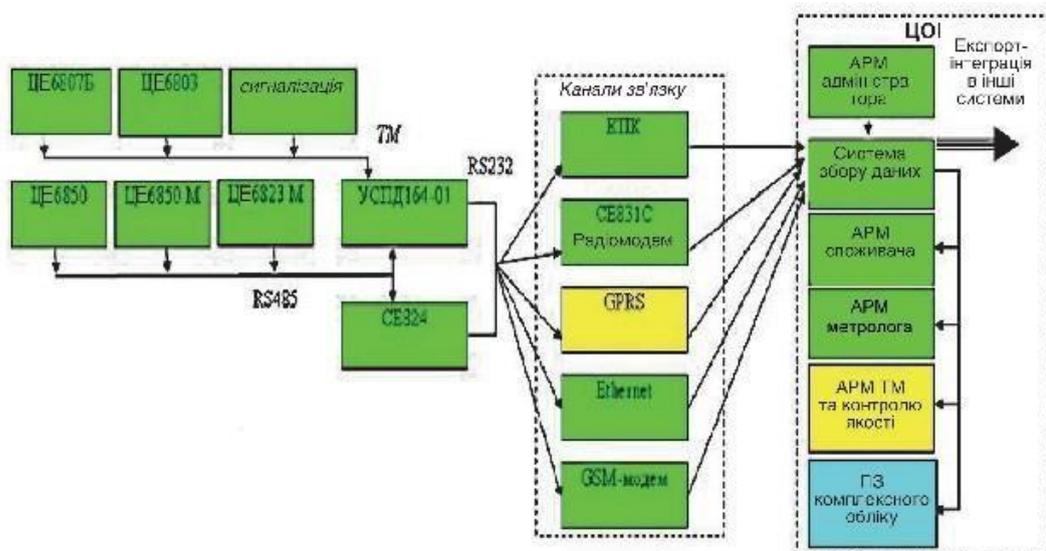 ЦОІ
Експорт-
інтеграція
в інші
системи
АРМ
адміністра
тора
ЦЕ6807Б
ЦЕ6803
сигналізація
Канали зв'язку
КПК
ТМ
RS232
Система
збору даних
ЦЕ6850
ЦЕ6850 М
ЦЕ6823 М
УСПД164-01
СЕ831С
Радіомодем
АРМ
споживача
RS485
СЕ824
GPRS
АРМ
метролога
Ethernet
АРМ ТМ
та контролю
якості
GSM-модем
ПЗ
комплексного
обліку